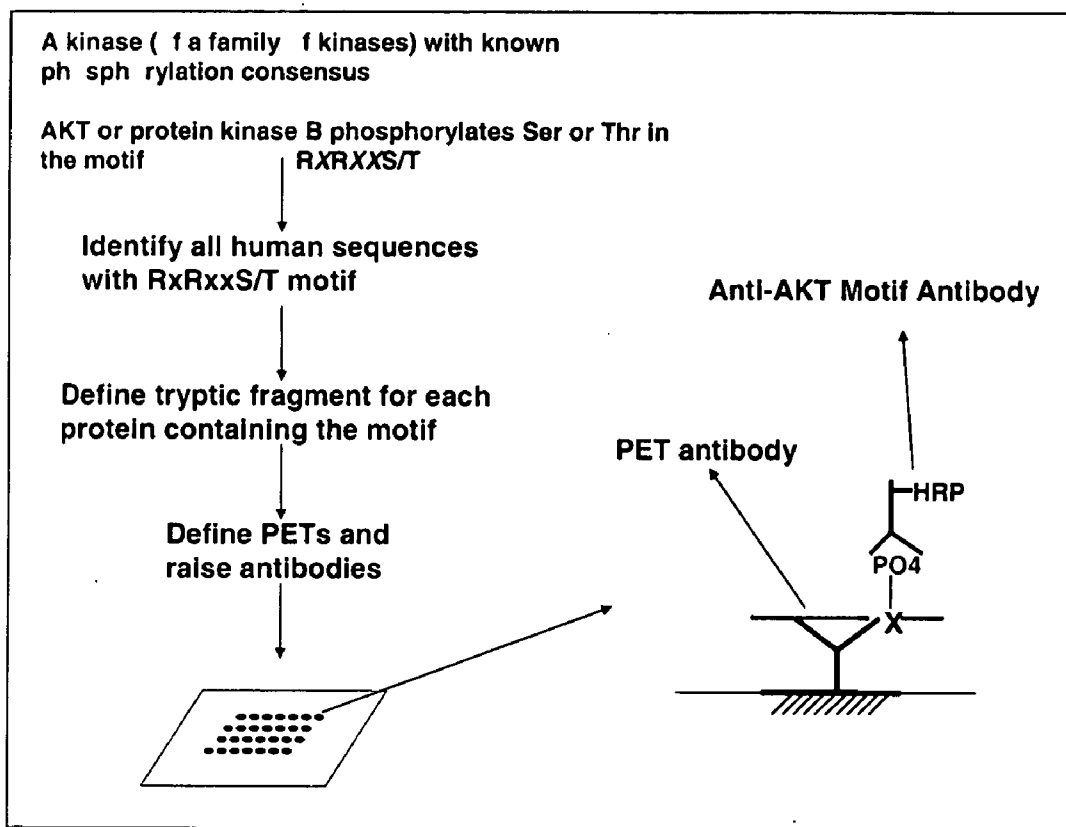 A kinase ( f a family f kinases) with known
ph sph rylation consensus
AKT or protein kinase B phosphorylates Ser or Thr in
the motif RXRXXS/T
Identify all human sequences
with RxRxxS/T motif
Define tryptic fragment for each
protein containing the motif
Define PETs and
raise antibodies
Anti-AKT Motif Antibody
PET antibody
HRP
PO4
X